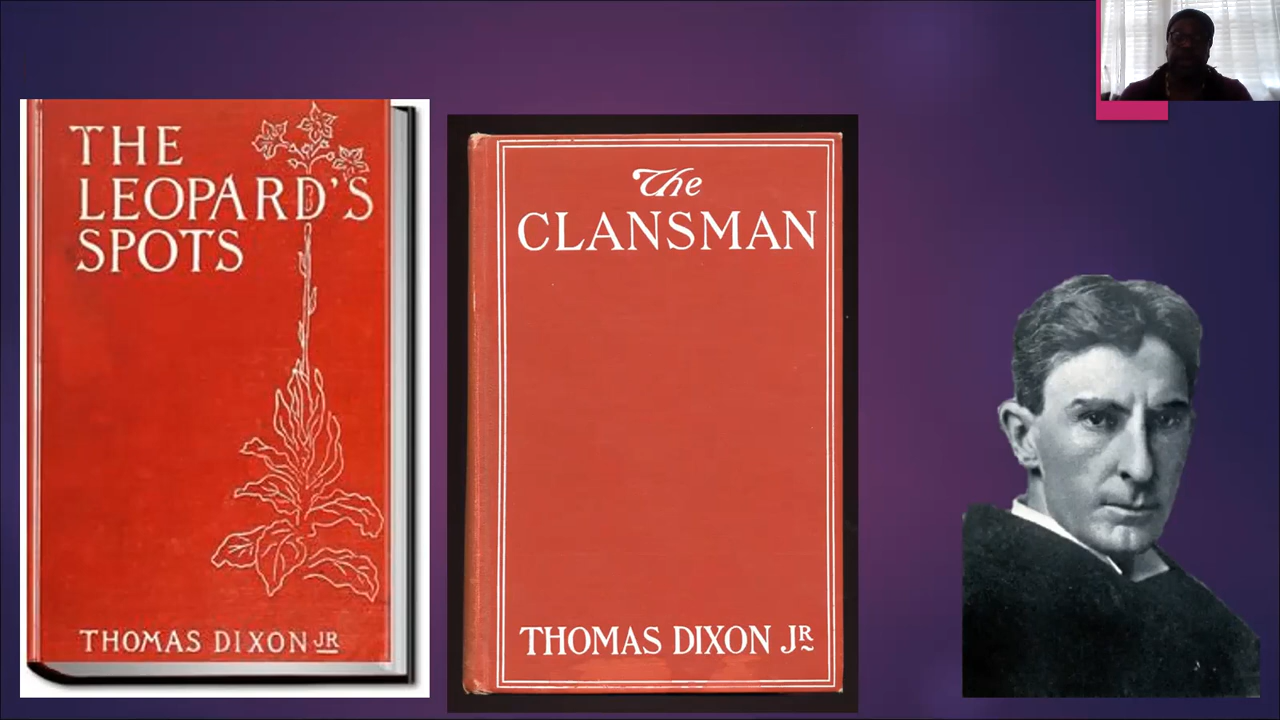 THE
LEOPARD'S
SPOTS
THOMAS DIXON JR
The
CLANSMAN
THOMAS DIXON JR